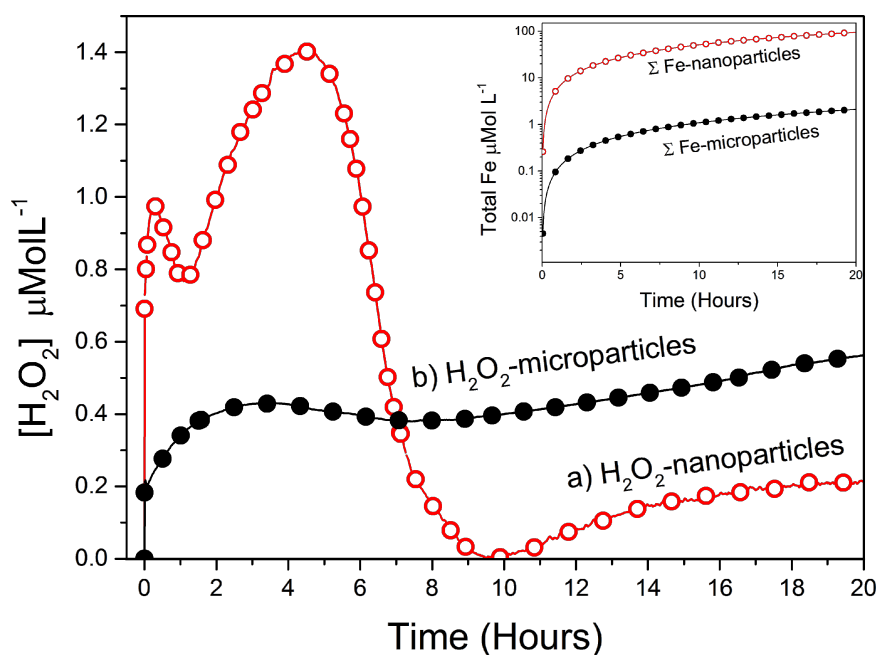 [H₂O₂] μMolL⁻¹
1.4
1.2
1.0
0.8
0.6
0.4
0.2
0.0
0 2 4 6 8 10 12 14 16 18 20
Time (Hours)
b) H₂O₂-microparticles
a) H₂O₂-nanoparticles
Total Fe μMol L⁻¹
100
10
1
0.1
0.01
Σ Fe-nanoparticles
Σ Fe-microparticles
0 5 10 15 20
Time (Hours)